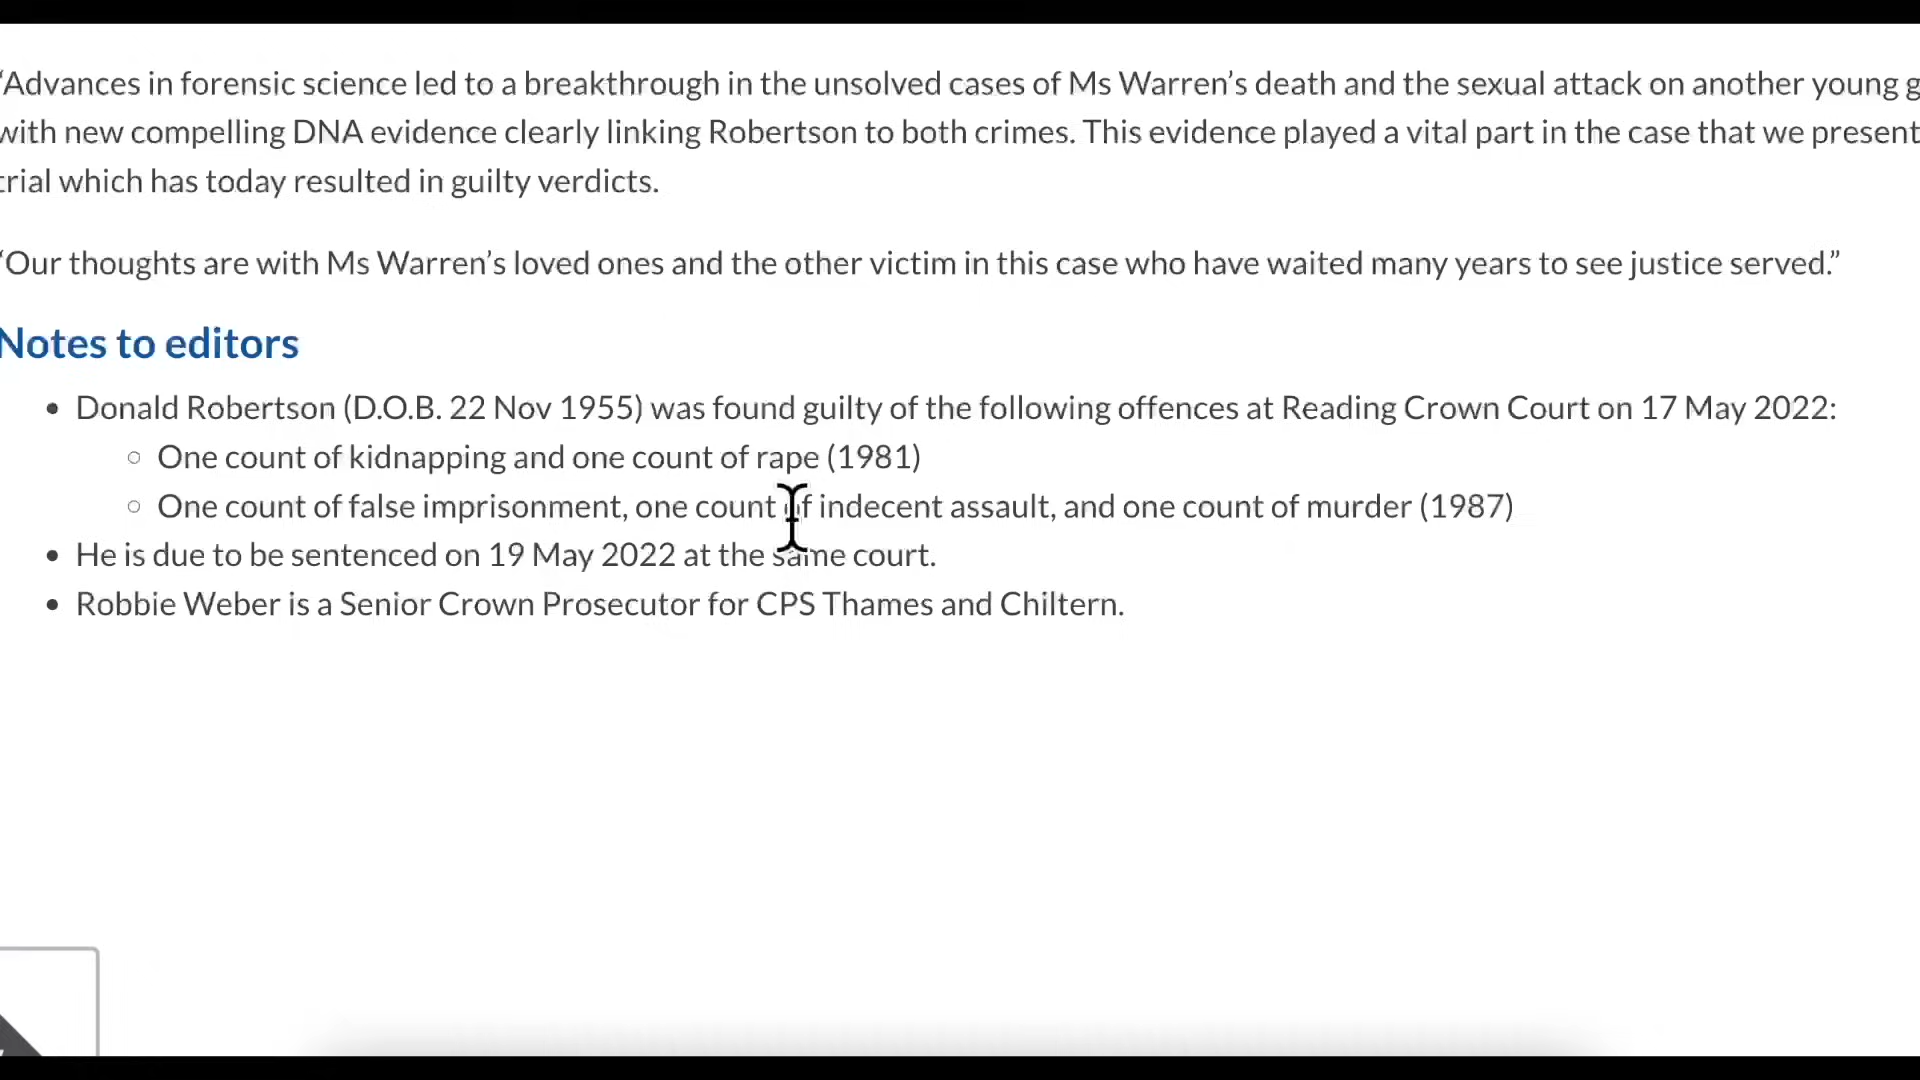 “Advances in forensic science led to a breakthrough in the unsolved cases of Ms Warren’s death and the sexual attack on another young
with new compelling DNA evidence clearly linking Robertson to both crimes. This evidence played a vital part in the case that we present
trial which has today resulted in guilty verdicts.
“Our thoughts are with Ms Warren’s loved ones and the other victim in this case who have waited many years to see justice served.”
Notes to editors
• Donald Robertson (D.O.B. 22 Nov 1955) was found guilty of the following offences at Reading Crown Court on 17 May 2022:
○ One count of kidnapping and one count of rape (1981)
○ One count of false imprisonment, one count of indecent assault, and one count of murder (1987)
• He is due to be sentenced on 19 May 2022 at the same court.
• Robbie Weber is a Senior Crown Prosecutor for CPS Thames and Chiltern.